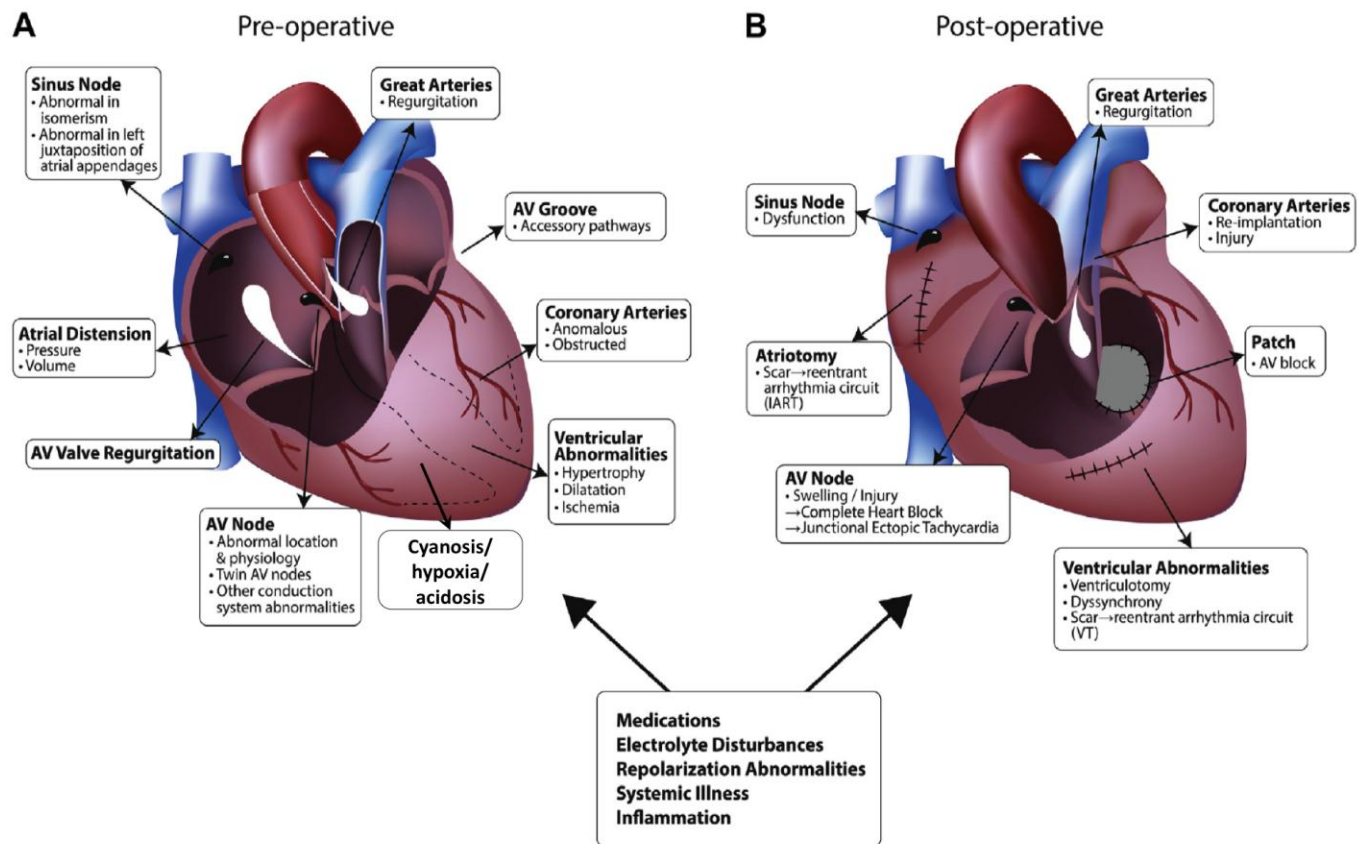 A
Pre-operative
Sinus Node
• Abnormal in
isomerism
• Abnormal in left
juxtaposition of
atrial appendages
Great Arteries
• Regurgitation
AV Groove
• Accessory pathways
Atrial Distension
• Pressure
• Volume
Coronary Arteries
• Anomalous
• Obstructed
AV Valve Regurgitation
Ventricular
Abnormalities
• Hypertrophy
• Dilatation
• Ischemia
AV Node
• Abnormal location
& physiology
• Twin AV nodes
• Other conduction
system abnormalities
Cyanosis/
hypoxia/
acidosis
B
Post-operative
Great Arteries
• Regurgitation
Sinus Node
• Dysfunction
Coronary Arteries
• Re-implantation
• Injury
Atriotomy
• Scar→reentrant
arrhythmia circuit
(IART)
Patch
• AV block
AV Node
• Swelling / Injury
→Complete Heart Block
→Junctional Ectopic Tachycardia
Ventricular Abnormalities
• Ventriculotomy
• Dyssynchrony
• Scar→reentrant arrhythmia circuit
(VT)
Medications
Electrolyte Disturbances
Repolarization Abnormalities
Systemic Illness
Inflammation